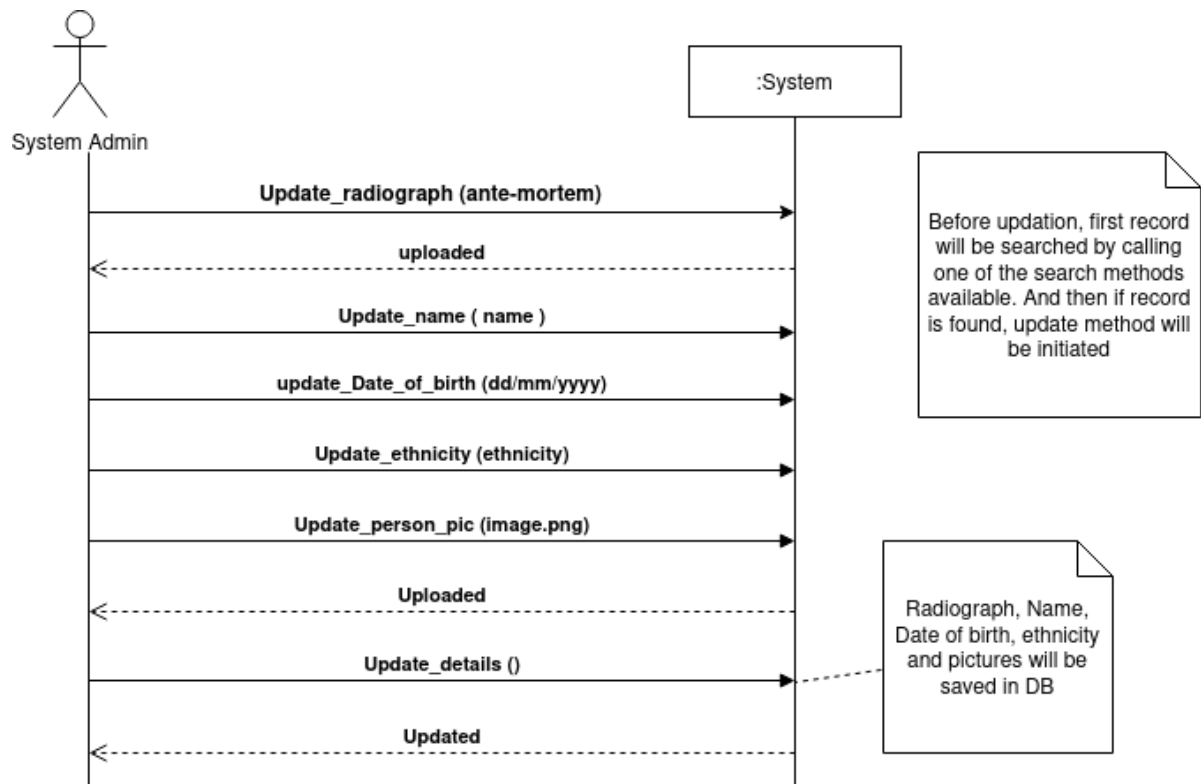 :System
System Admin
Update_radiograph (ante-mortem)
uploaded
Update_name ( name )
update_Date_of_birth (dd/mm/yyyy)
Update_ethnicity (ethnicity)
Update_person_pic (image.png)
Uploaded
Update_details ()
Updated
Before updation, first record
will be searched by calling
one of the search methods
available. And then if record
is found, update method will
be initiated
Radiograph, Name,
Date of birth, ethnicity
and pictures will be
saved in DB